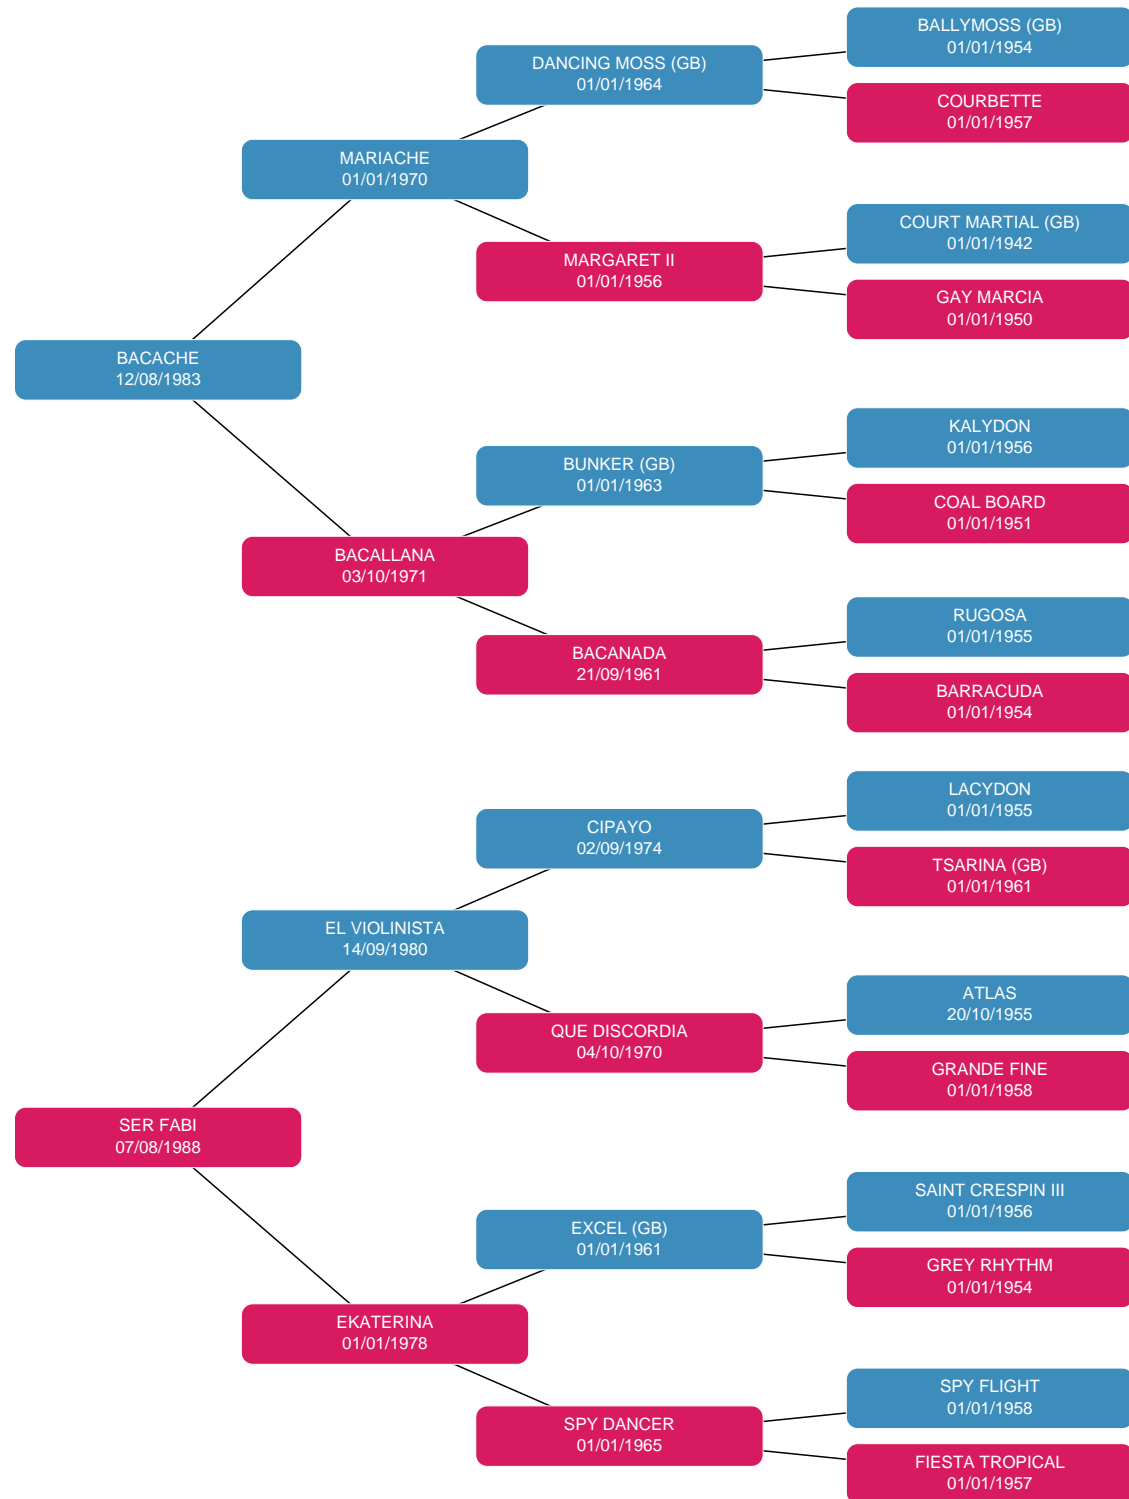 BALLYMOSS (GB)
01/01/1954
DANCING MOSS (GB)
01/01/1964
COURBETTE
01/01/1957
MARIACHE
01/01/1970
COURT MARTIAL (GB)
01/01/1942
MARGARET II
01/01/1956
GAY MARCIA
01/01/1950
BACACHE
12/08/1983
KALYDON
01/01/1956
BUNKER (GB)
01/01/1963
COAL BOARD
01/01/1951
BACALLANA
03/10/1971
RUGOSA
01/01/1955
BACANADA
21/09/1961
BARRACUDA
01/01/1954
LACYDON
01/01/1955
CIPAYO
02/09/1974
TSARINA (GB)
01/01/1961
EL VIOLINISTA
14/09/1980
ATLAS
20/10/1955
QUE DISCORDIA
04/10/1970
GRANDE FINE
01/01/1958
SER FABI
07/08/1988
SAINT CRESPIN III
01/01/1956
EXCEL (GB)
01/01/1961
GREY RHYTHM
01/01/1954
EKATERINA
01/01/1978
SPY FLIGHT
01/01/1958
SPY DANCER
01/01/1965
FIESTA TROPICAL
01/01/1957